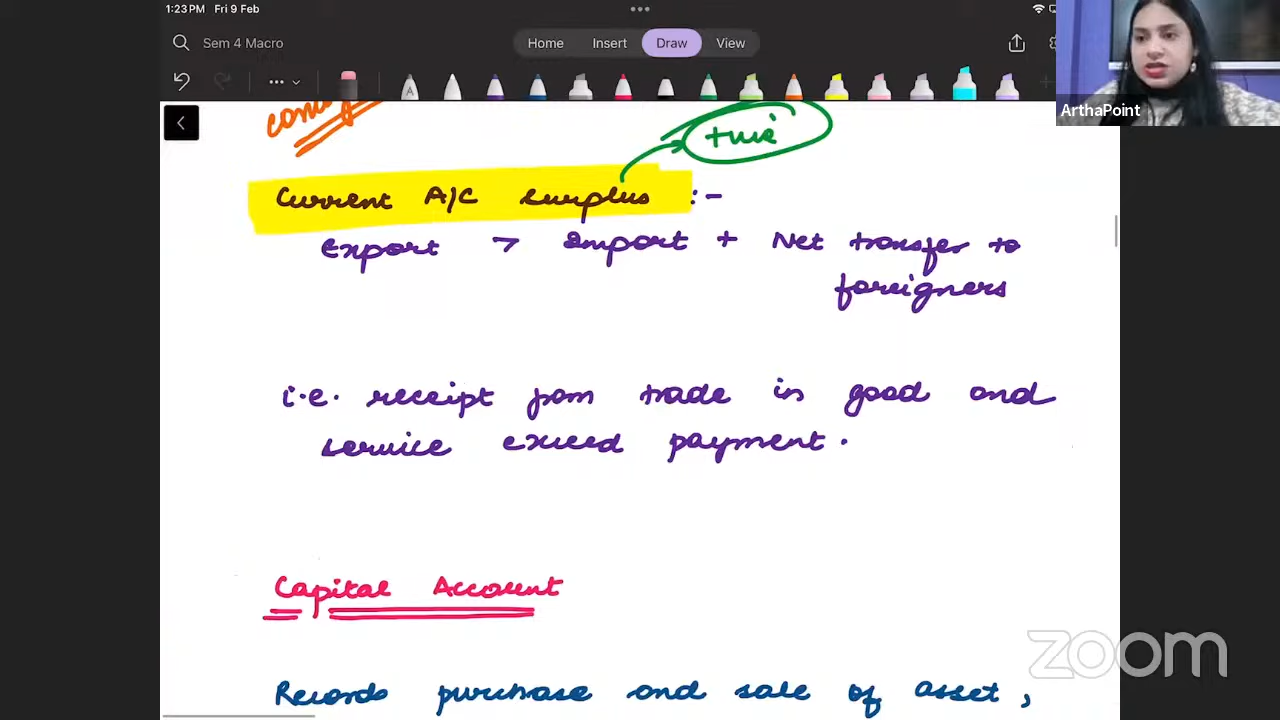 1:23 PM Fri 9 Feb
Sem 4 Macro
Home Insert Draw View
A
ArthaPoint
+ive
Current A/C surplus :-
Export > Import + Net transfer to
foreigners
i.e. receipt from trade in good and
service exceed payment.
Capital Account
Records purchase and sale of asset,
zoom